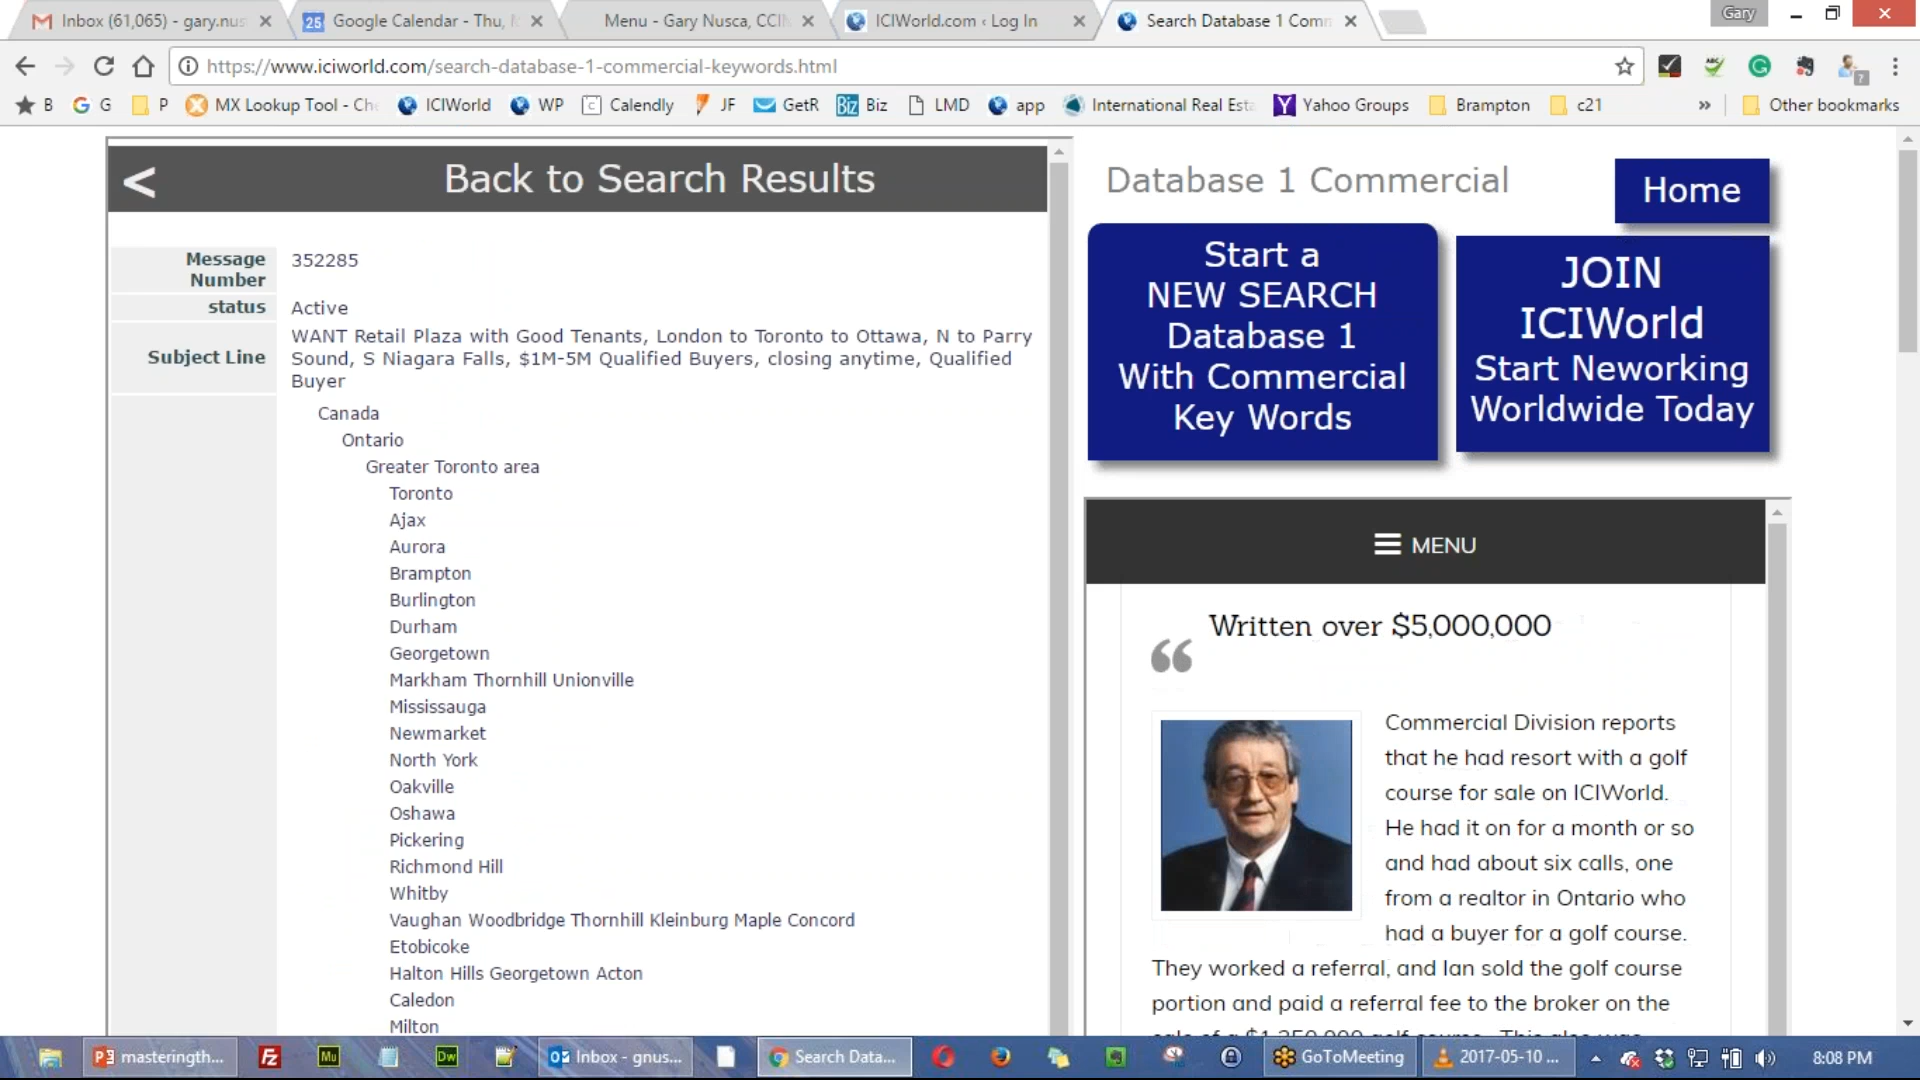 Inbox (61,065) - gary.nus
Google Calendar - Thu,
Menu - Gary Nusca, CCIM
ICIWorld.com ‹ Log In
Search Database 1 Comm
Gary
https://www.iciworld.com/search-database-1-commercial-keywords.html
B
G
P
MX Lookup Tool - Che
ICIWorld
WP
Calendly
JF
GetR
Biz
LMD
app
International Real Esta
Yahoo Groups
Brampton
c21
»
Other bookmarks
< Back to Search Results
Message Number
352285
status
Active
Subject Line
WANT Retail Plaza with Good Tenants, London to Toronto to Ottawa, N to Parry
Sound, S Niagara Falls, $1M-5M Qualified Buyers, closing anytime, Qualified
Buyer
Canada
Ontario
Greater Toronto area
Toronto
Ajax
Aurora
Brampton
Burlington
Durham
Georgetown
Markham Thornhill Unionville
Mississauga
Newmarket
North York
Oakville
Oshawa
Pickering
Richmond Hill
Whitby
Vaughan Woodbridge Thornhill Kleinburg Maple Concord
Etobicoke
Halton Hills Georgetown Acton
Caledon
Milton
Database 1 Commercial
Home
Start a
NEW SEARCH
Database 1
With Commercial
Key Words
JOIN
ICIWorld
Start Neworking
Worldwide Today
MENU
Written over $5,000,000
Commercial Division reports
that he had resort with a golf
course for sale on ICIWorld.
He had it on for a month or so
and had about six calls, one
from a realtor in Ontario who
had a buyer for a golf course.
They worked a referral, and Ian sold the golf course
portion and paid a referral fee to the broker on the
masteringth...
Mu
Dw
Inbox - gnus...
Search Data...
GoToMeeting
2017-05-10 ...
8:08 PM